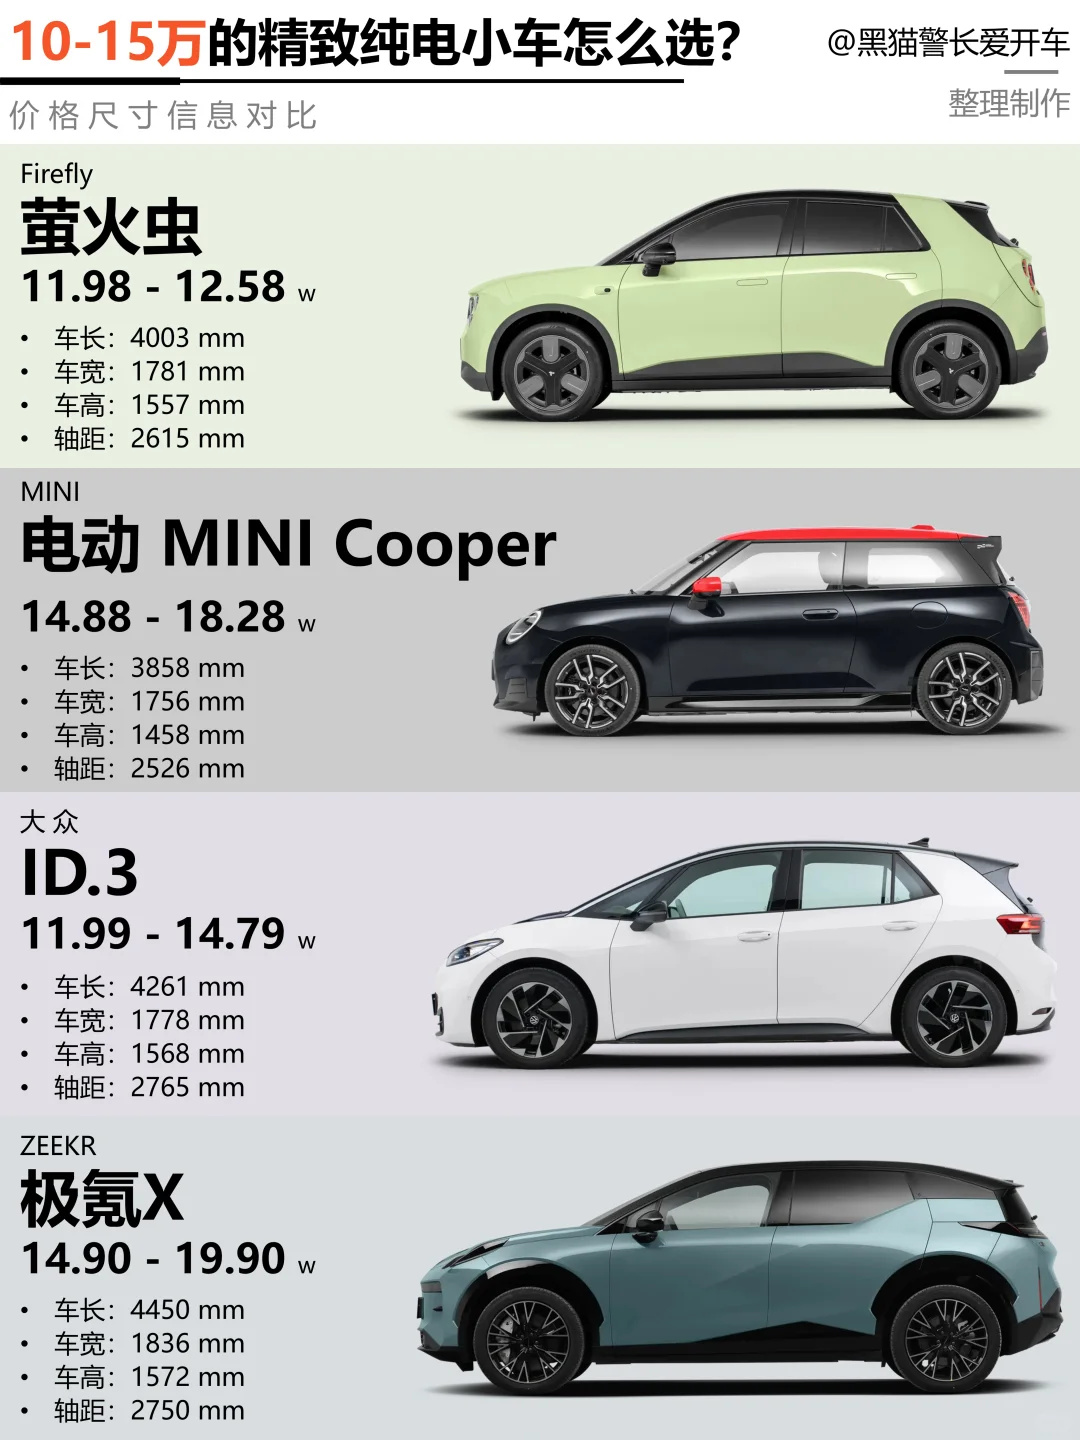 10-15万的精致纯电小车怎么选？
@黑猫警长爱开车
价格尺寸信息对比
整理制作
Firefly
萤火虫
11.98 - 12.58 w
• 车长：4003 mm
• 车宽：1781 mm
• 车高：1557 mm
• 轴距：2615 mm
MINI
电动 MINI Cooper
14.88 - 18.28 w
• 车长：3858 mm
• 车宽：1756 mm
• 车高：1458 mm
• 轴距：2526 mm
大众
ID.3
11.99 - 14.79 w
• 车长：4261 mm
• 车宽：1778 mm
• 车高：1568 mm
• 轴距：2765 mm
ZEEKR
极氪X
14.90 - 19.90 w
• 车长：4450 mm
• 车宽：1836 mm
• 车高：1572 mm
• 轴距：2750 mm